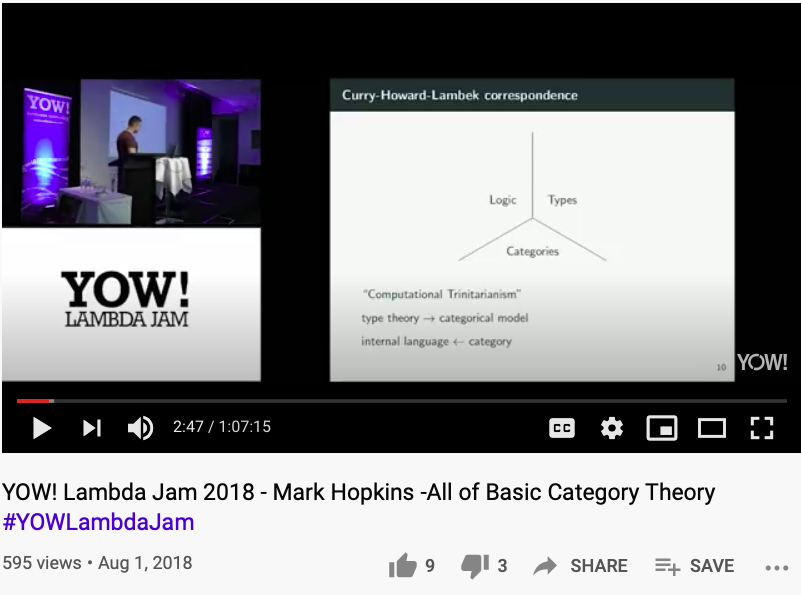 YOW!
Curry-Howard-Lambek correspondence
Logic
Types
Categories
"Computational Trinitarianism"
type theory → categorical model
internal language ← category
10
YOW!
LAMBDA JAM
YOW!
CC
2:47 / 1:07:15
YOW! Lambda Jam 2018 - Mark Hopkins -All of Basic Category Theory
#YOWLambdaJam
595 views • Aug 1, 2018
9
3
SHARE
SAVE